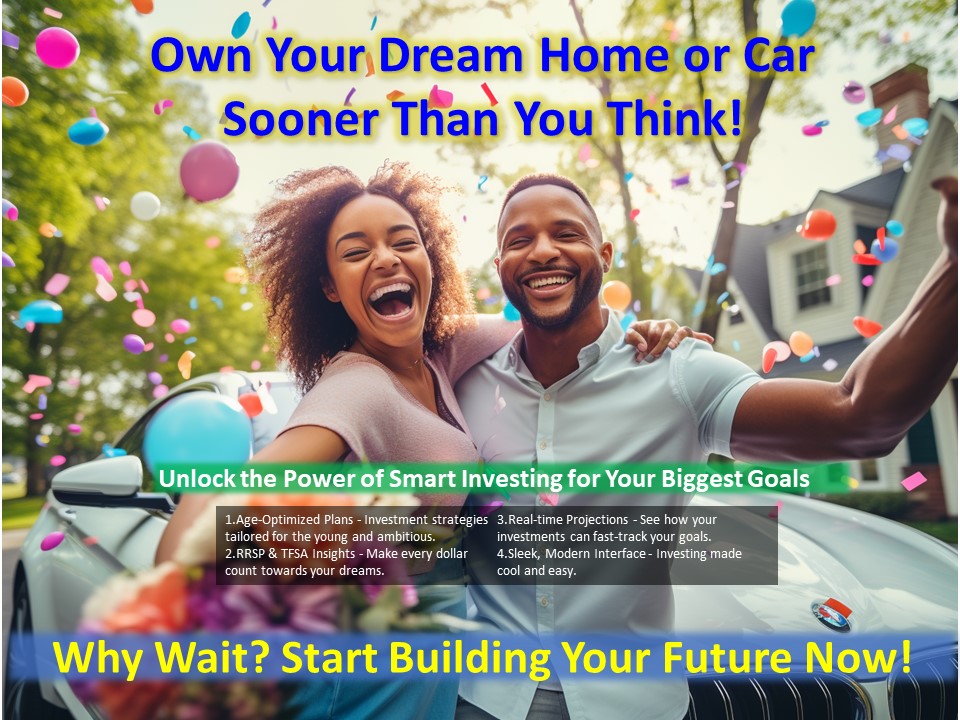 Own Your Dream Home or Car
Sooner Than You Think!
Unlock the Power of Smart Investing for Your Biggest Goals
1.Age-Optimized Plans - Investment strategies
tailored for the young and ambitious.
2.RRSP & TFSA Insights - Make every dollar
count towards your dreams.
3.Real-time Projections - See how your
investments can fast-track your goals.
4.Sleek, Modern Interface - Investing made
cool and easy.
Why Wait? Start Building Your Future Now!